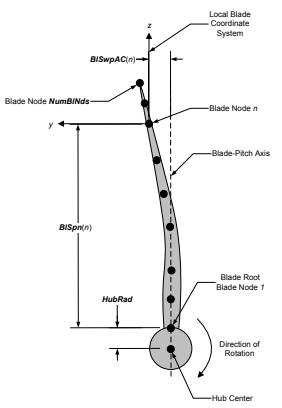 Local Blade
Coordinate
System
z
BlSwpAC(n)
Blade Node NumBlNds
Blade Node n
y
Blade-Pitch Axis
BlSpn(n)
Blade Root
Blade Node 1
HubRad
Direction of
Rotation
Hub Center